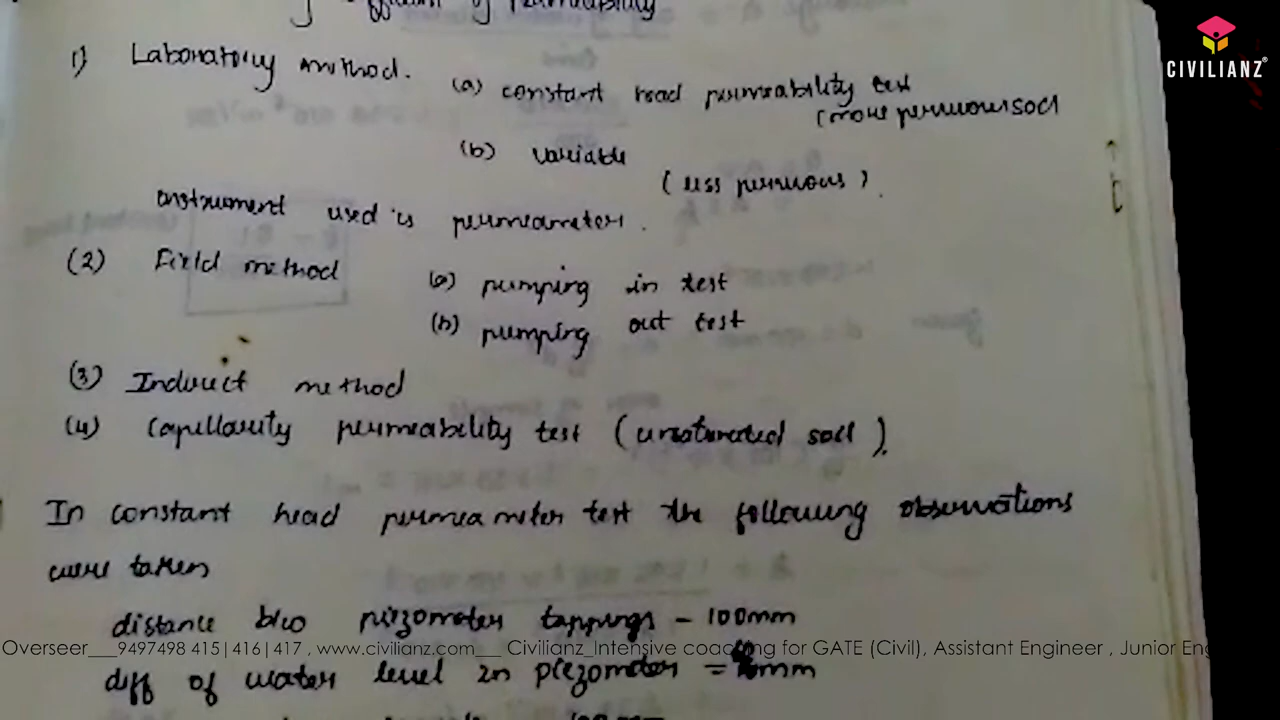 of permeability
CIVILIANZ
1) Laboratory method.
(a) constant head permeability test
(more pervious soil
(b) variable
(less pervious).
instrument used is permeameter.
(2) Field method
(a) pumping in test
(b) pumping out test
(3) Indirect method
(4) Capillarity permeability test (unsaturated soil).
In constant head permeameter test the following observations
were taken
distance b/w piezometer tappings - 100mm
Overseer___9497498 415|416|417 , www.civilianz.com___ Civilianz_Intensive coaching for GATE (Civil), Assistant Engineer , Junior Eng
diff of water level in piezometer = mm